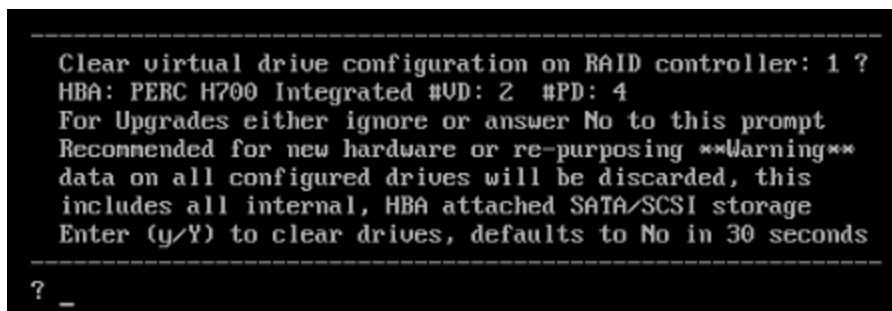 Clear virtual drive configuration on RAID controller: 1 ?
HBA: PERC H700 Integrated #VD: 2  #PD: 4
For Upgrades either ignore or answer No to this prompt
Recommended for new hardware or re-purposing **Warning**
data on all configured drives will be discarded, this
includes all internal, HBA attached SATA/SCSI storage
Enter (y/Y) to clear drives, defaults to No in 30 seconds
? _